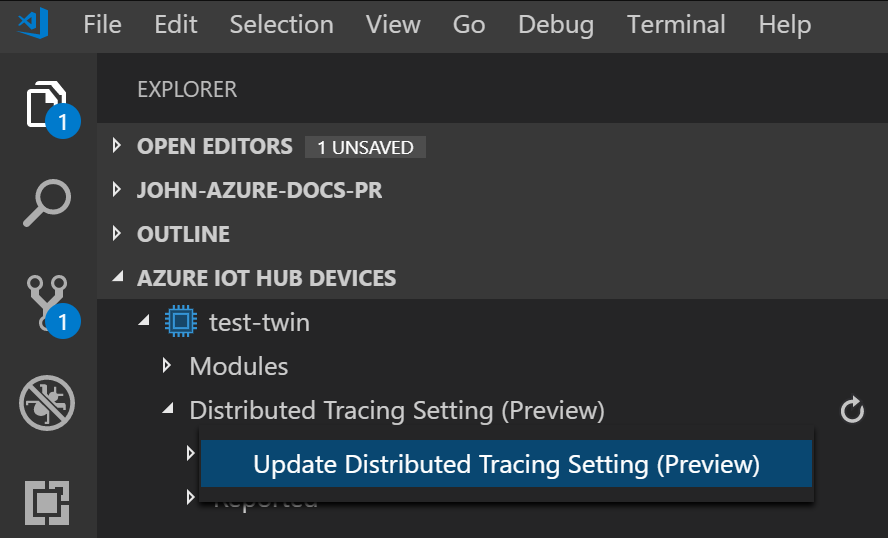 File Edit Selection View Go Debug Terminal Help
EXPLORER
1
OPEN EDITORS 1 UNSAVED
JOHN-AZURE-DOCS-PR
OUTLINE
AZURE IOT HUB DEVICES
1
test-twin
Modules
Distributed Tracing Setting (Preview)
Update Distributed Tracing Setting (Preview)
Reported